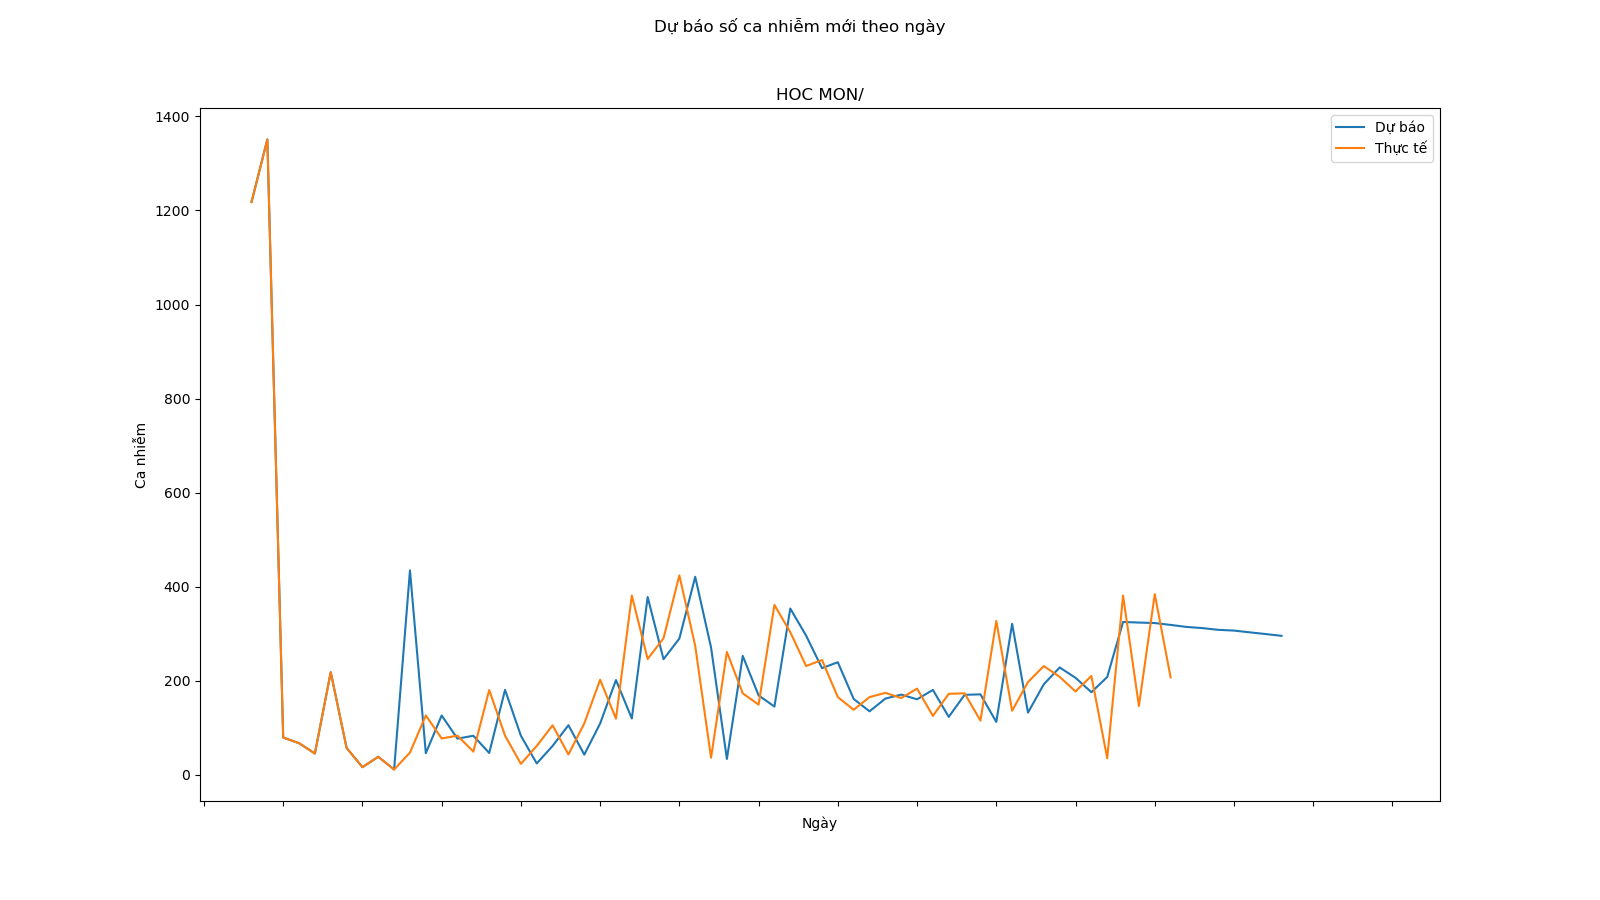 Dự báo số ca nhiễm mới theo ngày
HOC MON/
1400
1200
1000
800
600
400
200
0
Ca nhiễm
Ngày
Dự báo
Thực tế